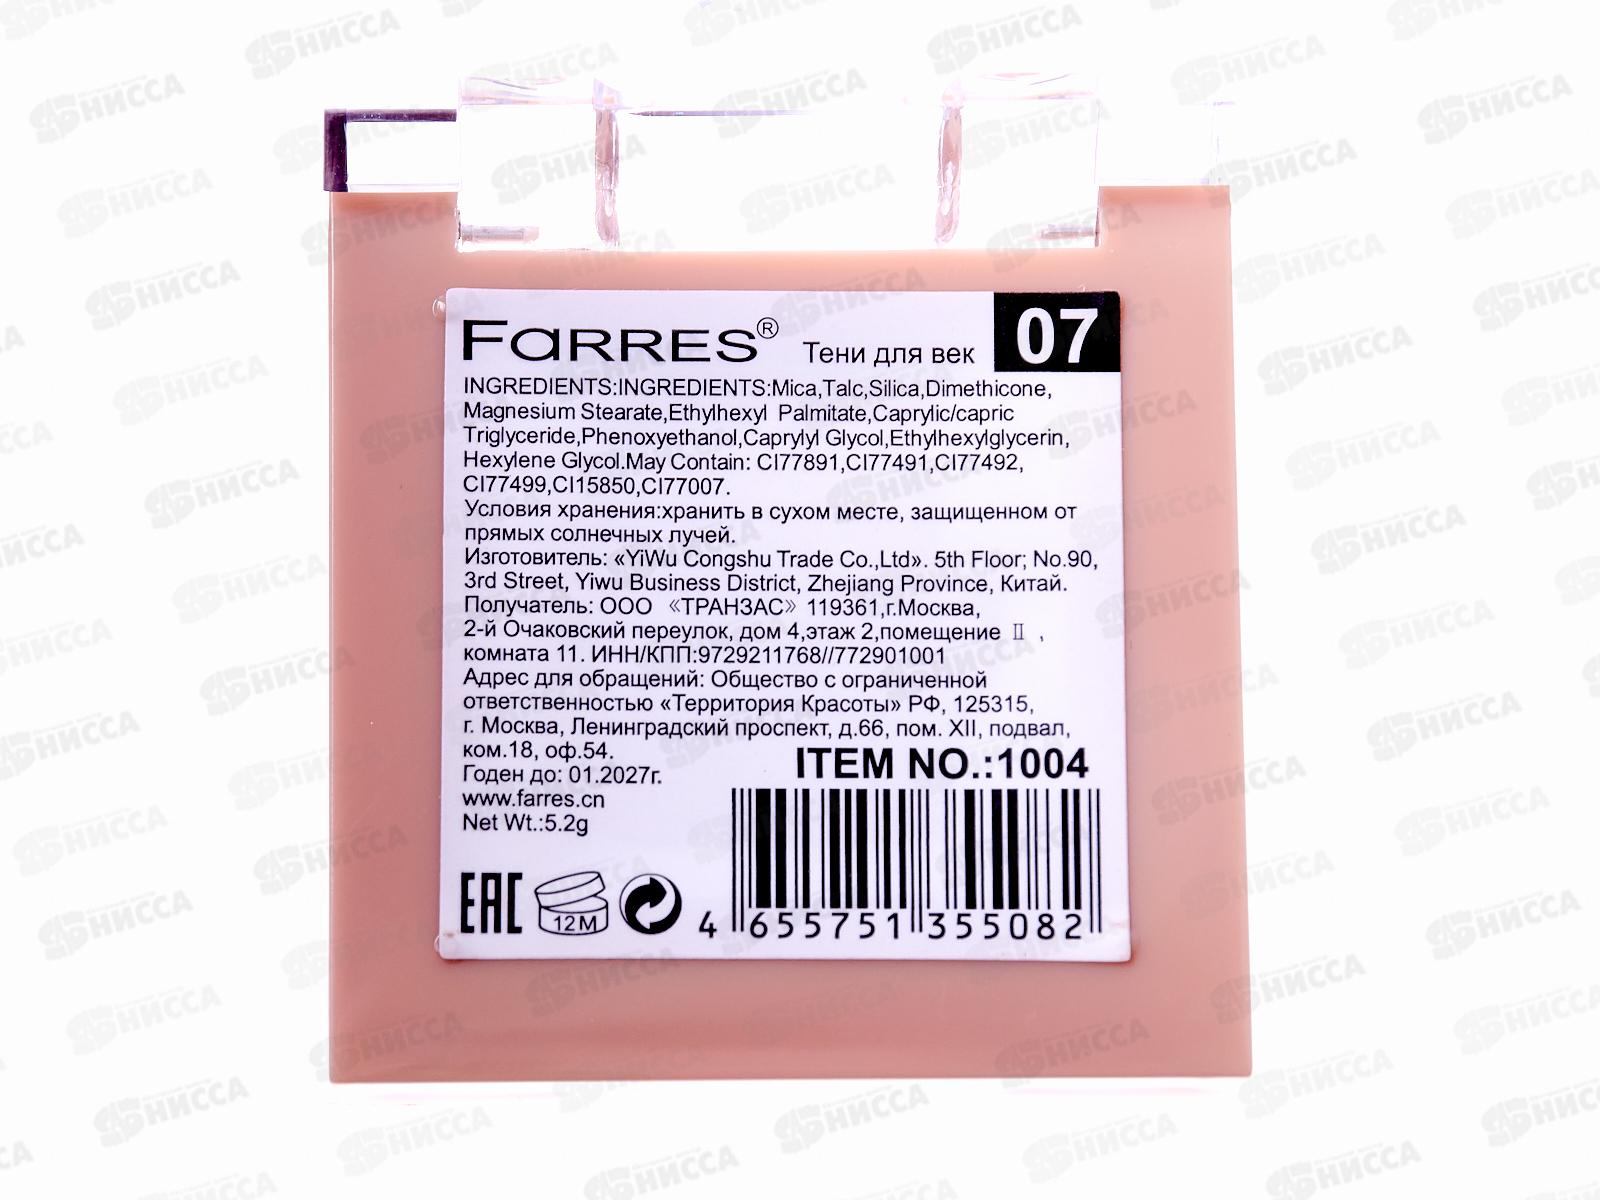 FARRES® Тени для век 07
INGREDIENTS:INGREDIENTS:Mica,Talc,Silica,Dimethicone,
Magnesium Stearate,Ethylhexyl Palmitate,Caprylic/capric
Triglyceride,Phenoxyethanol,Caprylyl Glycol,Ethylhexylglycerin,
Hexylene Glycol.May Contain: CI77891,CI77491,CI77492,
CI77499,CI15850,CI77007.
Условия хранения:хранить в сухом месте, защищенном от
прямых солнечных лучей.
Изготовитель: «YiWu Congshu Trade Co.,Ltd». 5th Floor; No.90,
3rd Street, Yiwu Business District, Zhejiang Province, Китай.
Получатель: ООО «ТРАНЗАС» 119361,г.Москва,
2-й Очаковский переулок, дом 4,этаж 2,помещение Ⅱ ,
комната 11. ИНН/КПП:9729211768//772901001
Адрес для обращений: Общество с ограниченной
ответственностью «Территория Красоты» РФ, 125315,
г. Москва, Ленинградский проспект, д.66, пом. XII, подвал,
ком.18, оф.54.
Годен до: 01.2027г.
www.farres.cn
Net Wt.:5.2g
ITEM NO.:1004
EAC 12M
4 655751 355082
НИССА